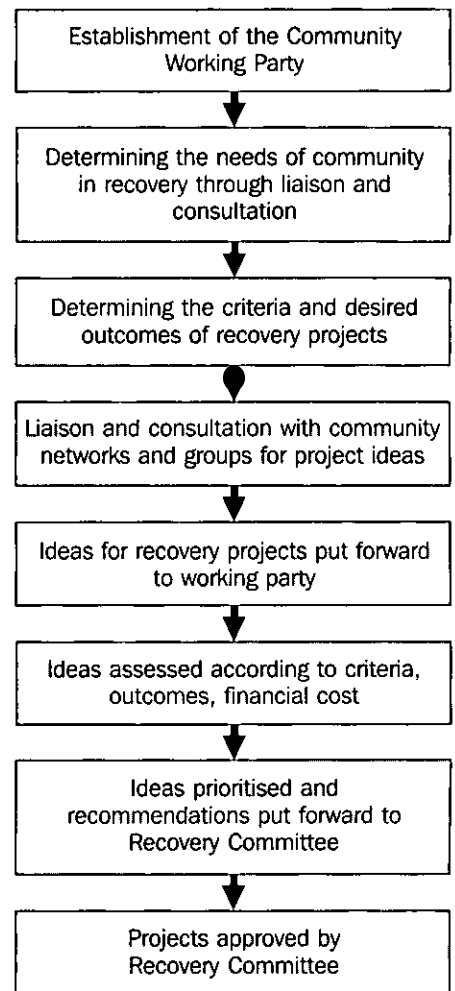 Establishment of the Community
Working Party
Determining the needs of community
in recovery through liaison and
consultation
Determining the criteria and desired
outcomes of recovery projects
Liaison and consultation with community
networks and groups for project ideas
Ideas for recovery projects put forward
to working party
Ideas assessed according to criteria,
outcomes, financial cost
Ideas prioritised and
recommendations put forward to
Recovery Committee
Projects approved by
Recovery Committee